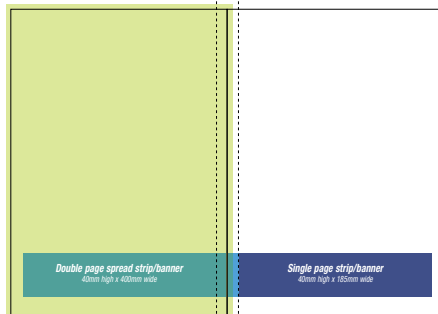 Double page spread strip/banner
40mm high x 400mm wide
Single page strip/banner
40mm high x 185mm wide